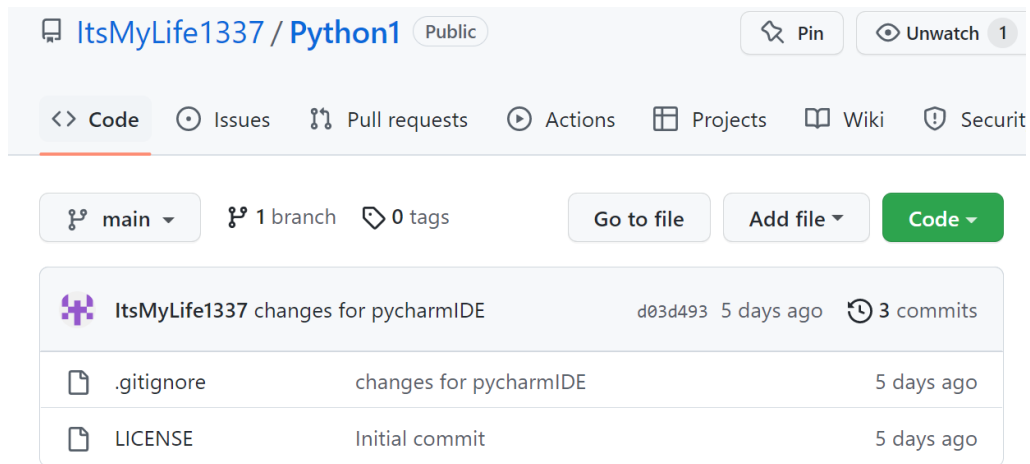 ItsMyLife1337 / Python1 Public Pin Unwatch 1
<> Code Issues Pull requests Actions Projects Wiki Securit
main 1 branch 0 tags Go to file Add file Code
ItsMyLife1337 changes for pycharmIDE d03d493 5 days ago 3 commits
.gitignore changes for pycharmIDE 5 days ago
LICENSE Initial commit 5 days ago